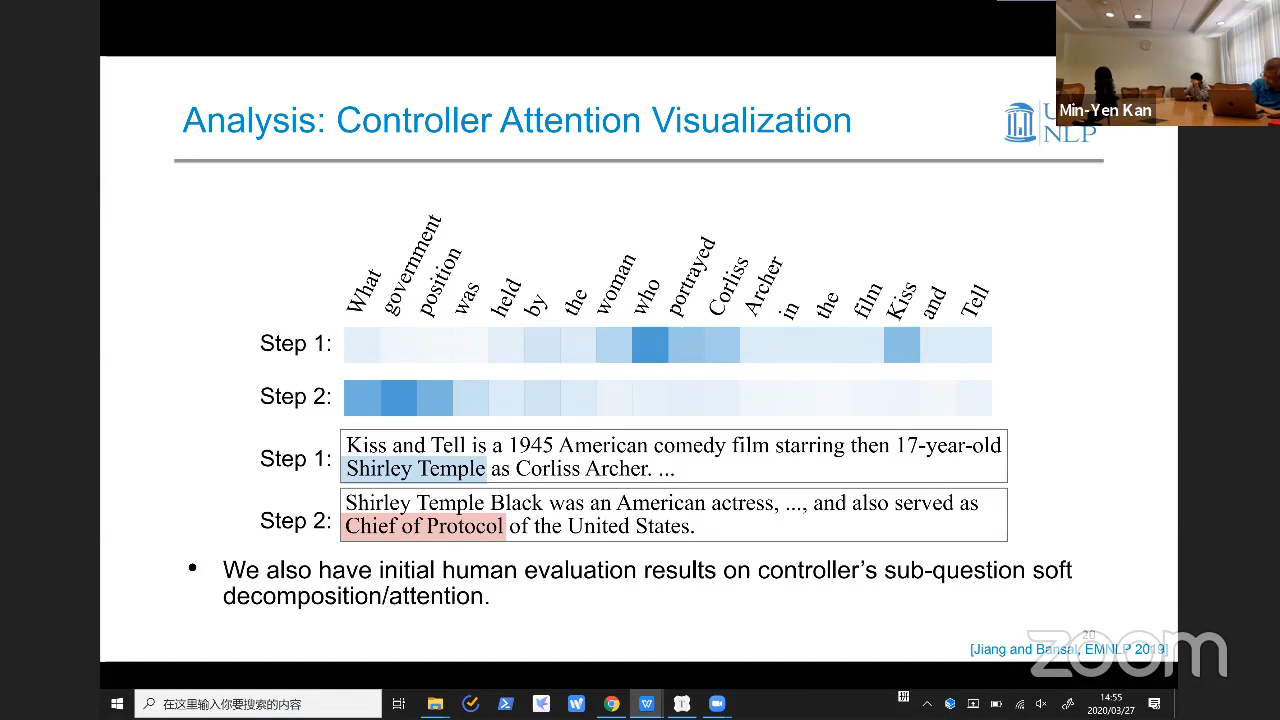 Analysis: Controller Attention Visualization
NLP
Min-Yen Kan
What government position was held by the woman who portrayed Corliss Archer in the film Kiss and Tell
Step 1:
Step 2:
Step 1:
Kiss and Tell is a 1945 American comedy film starring then 17-year-old
Shirley Temple as Corliss Archer. ...
Step 2:
Shirley Temple Black was an American actress, ..., and also served as
Chief of Protocol of the United States.
• We also have initial human evaluation results on controller's sub-question soft
decomposition/attention.
20
[Jiang and Bansal, EMNLP 2019]
zoom
在这里输入你要搜索的内容
拼
14:55
2020/03/27